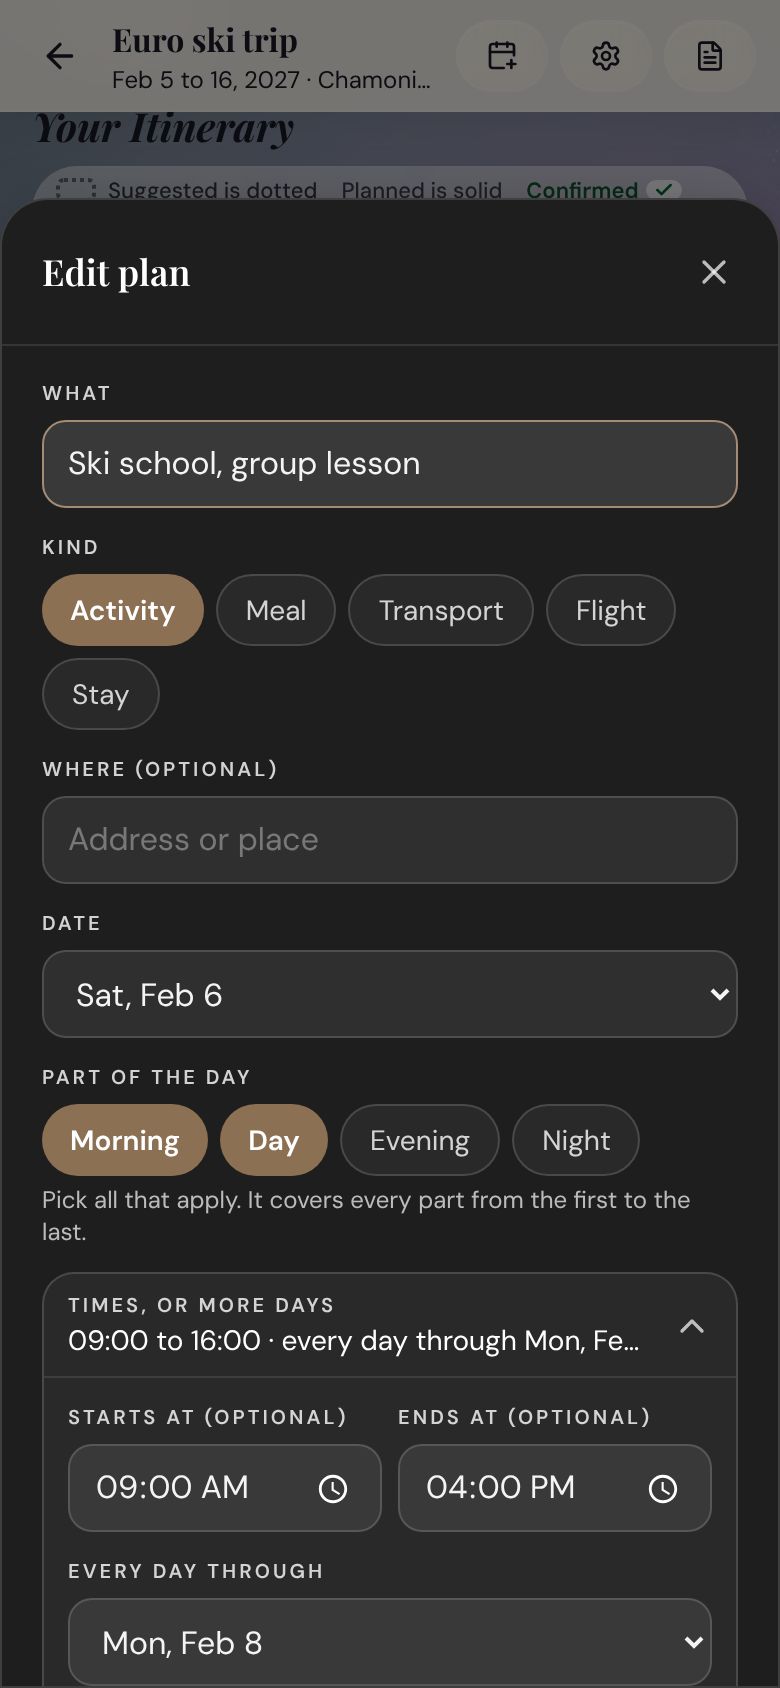 Euro ski trip
Feb 5 to 16, 2027 · Chamoni...
Your Itinerary
Suggested is dotted Planned is solid Confirmed
Edit plan
WHAT
Ski school, group lesson
KIND
Activity Meal Transport Flight
Stay
WHERE (OPTIONAL)
Address or place
DATE
Sat, Feb 6
PART OF THE DAY
Morning Day Evening Night
Pick all that apply. It covers every part from the first to the
last.
TIMES, OR MORE DAYS
09:00 to 16:00 · every day through Mon, Fe...
STARTS AT (OPTIONAL) ENDS AT (OPTIONAL)
09:00 AM 04:00 PM
EVERY DAY THROUGH
Mon, Feb 8